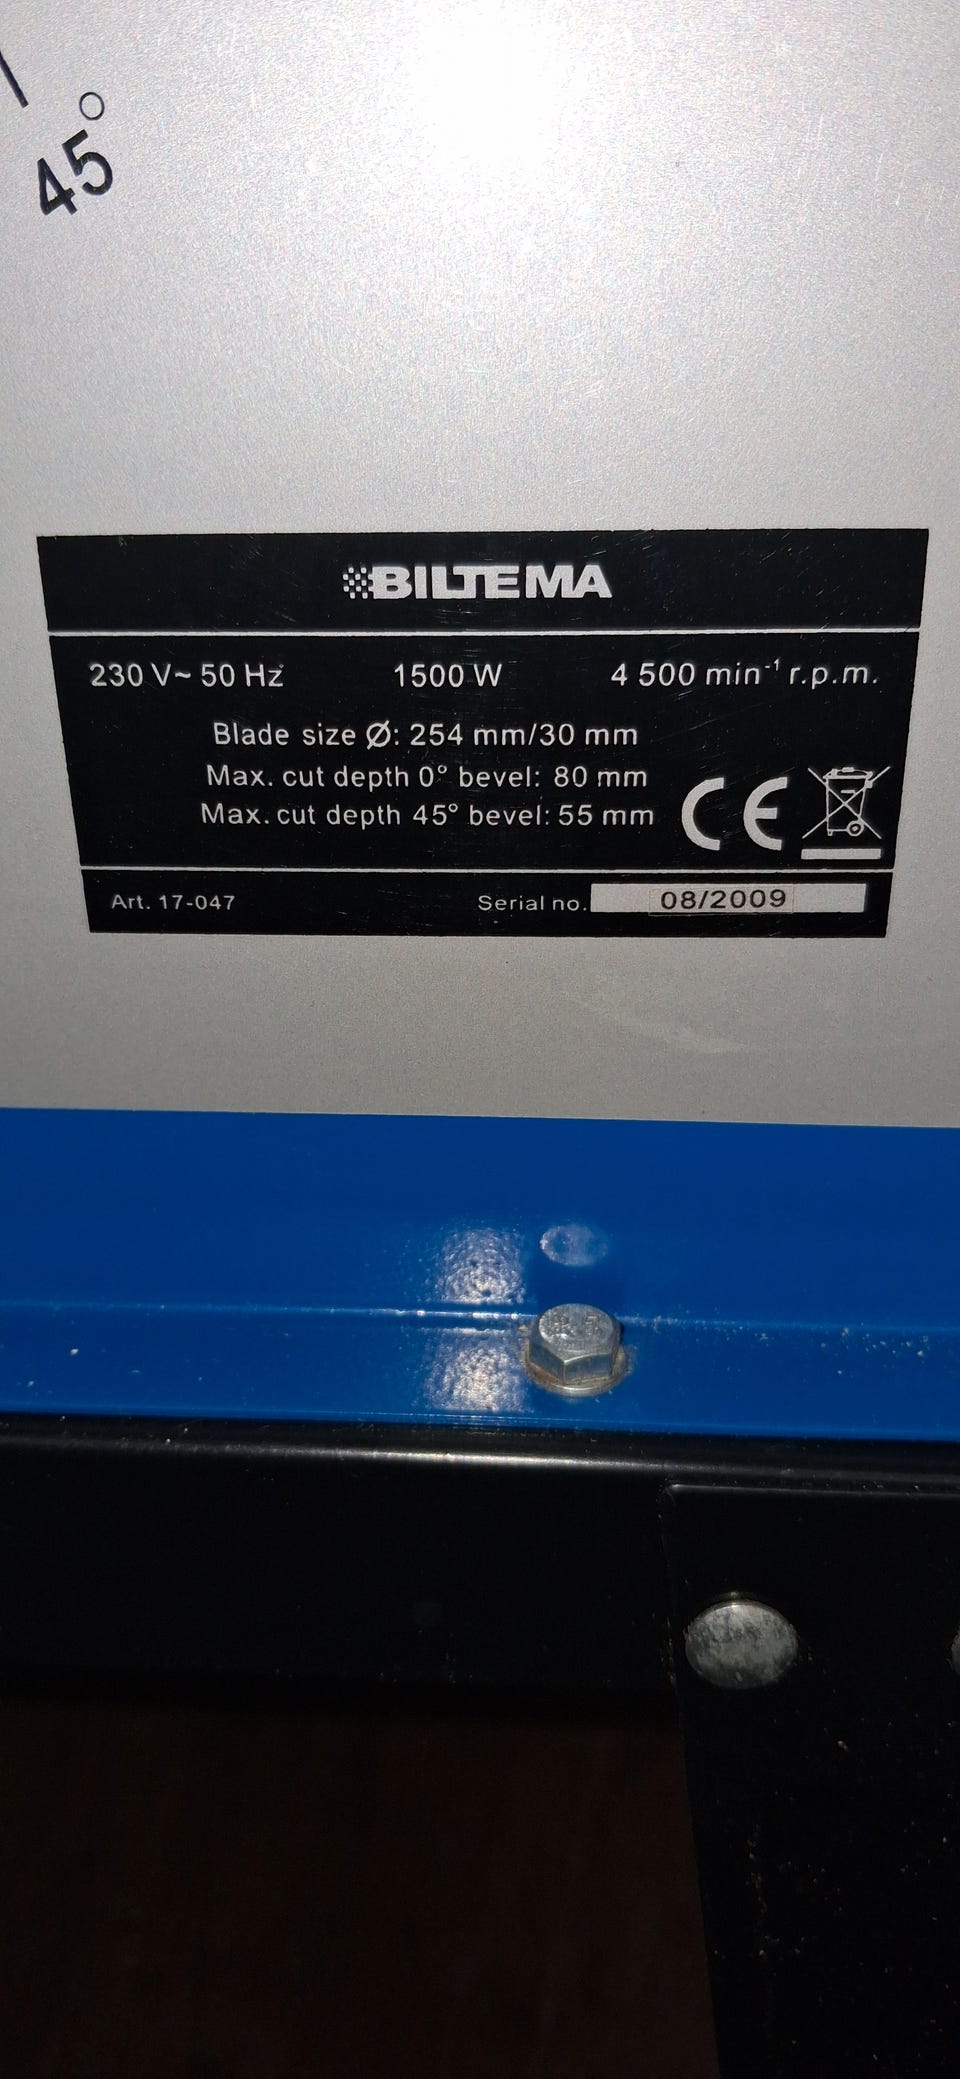 45°
BILTEMA
230 V~ 50 Hz 1500 W 4 500 min⁻¹ r.p.m.
Blade size Ø: 254 mm/30 mm
Max. cut depth 0° bevel: 80 mm
Max. cut depth 45° bevel: 55 mm
CE
Art. 17-047 Serial no. 08/2009